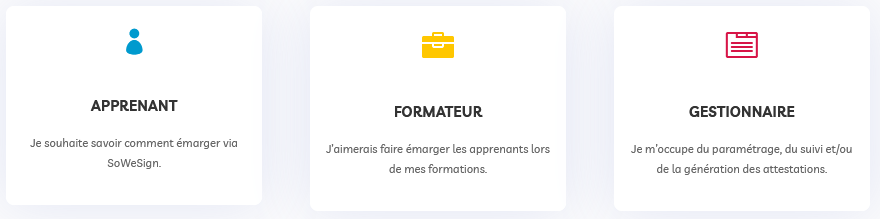 APPRENANT
Je souhaite savoir comment émarger via
SoWeSign.
FORMATEUR
J'aimerais faire émarger les apprenants lors
de mes formations.
GESTIONNAIRE
Je m'occupe du paramétrage, du suivi et/ou
de la génération des attestations.